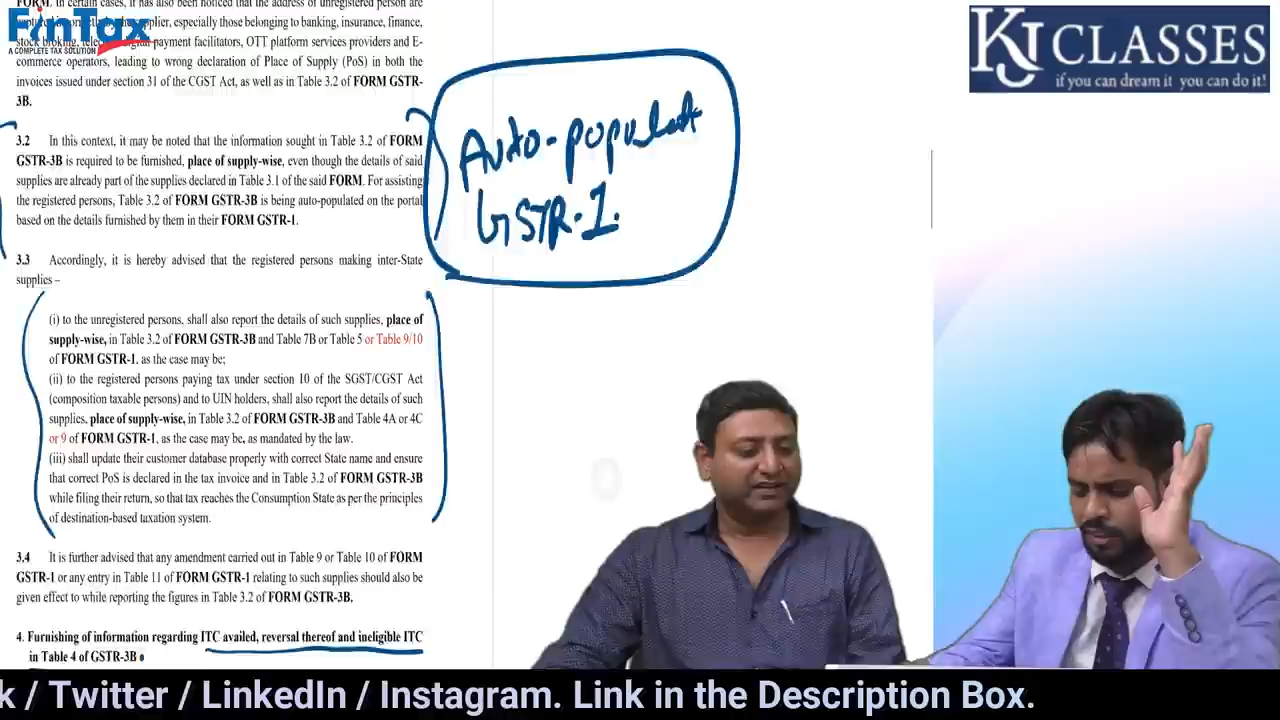 FORM. In certain cases, it has also been noticed that the address of unregistered person are
supplier, especially those belonging to banking, insurance, finance,
stock broking, payment facilitators, OTT platform services providers and E-
commerce operators, leading to wrong declaration of Place of Supply (PoS) in both the
invoices issued under section 31 of the CGST Act, as well as in Table 3.2 of FORM GSTR-
3B.
FinTax
A COMPLETE TAX SOLUTION
3.2 In this context, it may be noted that the information sought in Table 3.2 of FORM
GSTR-3B is required to be furnished, place of supply-wise, even though the details of said
supplies are already part of the supplies declared in Table 3.1 of the said FORM. For assisting
the registered persons, Table 3.2 of FORM GSTR-3B is being auto-populated on the portal
based on the details furnished by them in their FORM GSTR-1.
3.3 Accordingly, it is hereby advised that the registered persons making inter-State
supplies –
(i) to the unregistered persons, shall also report the details of such supplies, place of
supply-wise, in Table 3.2 of FORM GSTR-3B and Table 7B or Table 5 or Table 9/10
of FORM GSTR-1, as the case may be;
(ii) to the registered persons paying tax under section 10 of the SGST/CGST Act
(composition taxable persons) and to UIN holders, shall also report the details of such
supplies, place of supply-wise, in Table 3.2 of FORM GSTR-3B and Table 4A or 4C
or 9 of FORM GSTR-1, as the case may be, as mandated by the law.
(iii) shall update their customer database properly with correct State name and ensure
that correct PoS is declared in the tax invoice and in Table 3.2 of FORM GSTR-3B
while filing their return, so that tax reaches the Consumption State as per the principles
of destination-based taxation system.
3.4 It is further advised that any amendment carried out in Table 9 or Table 10 of FORM
GSTR-1 or any entry in Table 11 of FORM GSTR-1 relating to such supplies should also be
given effect to while reporting the figures in Table 3.2 of FORM GSTR-3B.
4. Furnishing of information regarding ITC availed, reversal thereof and ineligible ITC
in Table 4 of GSTR-3B
Auto-populate
GSTR-1.
KJ CLASSES
if you can dream it you can do it!
k / Twitter / LinkedIn / Instagram. Link in the Description Box.